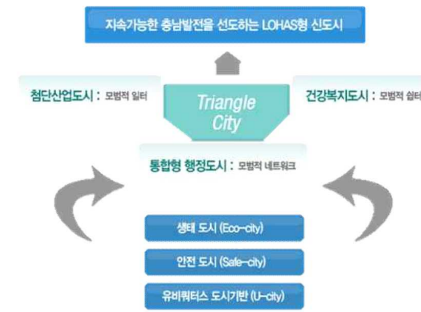 지속가능한 충남발전을 선도하는 LOHAS형 신도시
첨단산업도시 : 모범적 일터
Triangle
City
건강복지도시 : 모범적 쉼터
통합형 행정도시 : 모범적 네트워크
생태 도시 (Eco-city)
안전 도시 (Safe-city)
유비쿼터스 도시기반 (U-city)